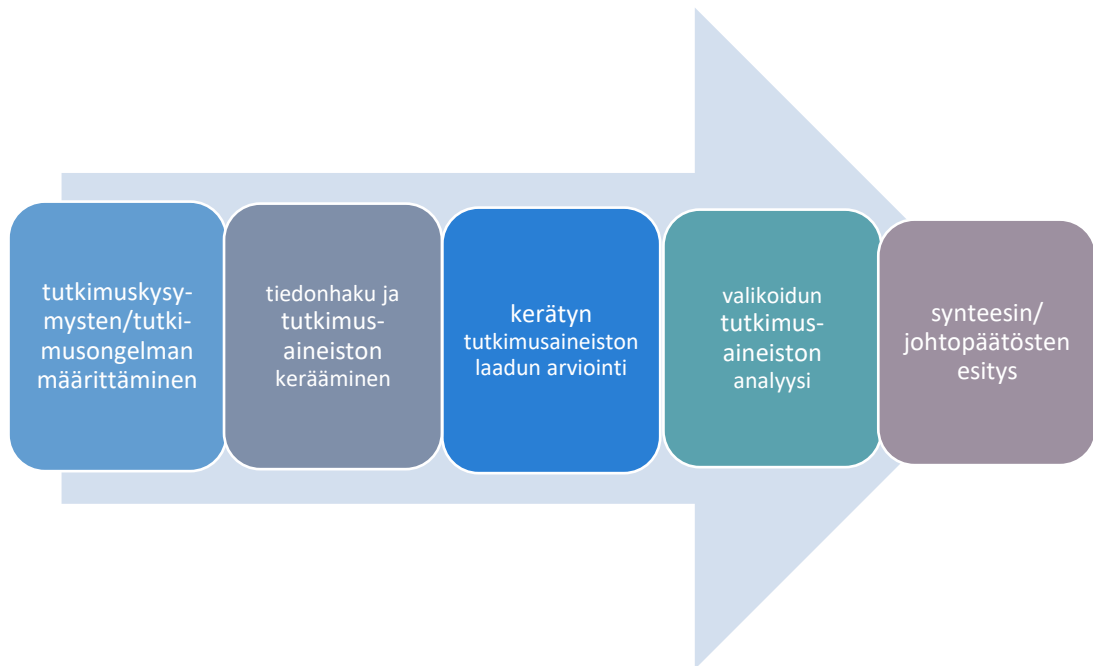 tutkimuskysy-
mysten/tutki-
musongelman
määrittäminen
tiedonhaku ja
tutkimus-
aineiston
kerääminen
kerätyn
tutkimusaineiston
laadun arviointi
valikoidun
tutkimus-
aineiston
analyysi
synteesin/
johtopäätösten
esitys